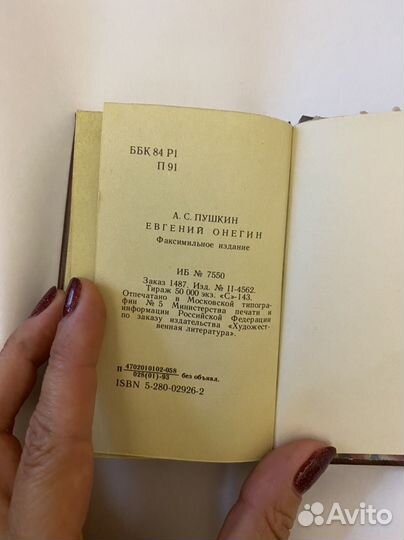 ББК 84 Р1
П 91
А. С. ПУШКИН
ЕВГЕНИЙ ОНЕГИН
Факсимильное издание
ИБ № 7550
Заказ 1487. Изд. № II-4562.
Тираж 50 000 экз. «С»-143.
Отпечатано в Московской типогра-
фии № 5 Министерства печати и
информации Российской Федерации
по заказу издательства «Художест-
венная литература».
П 4702010102-058
028(01)-93 без объявл.
ISBN 5-280-02926-2
Avito